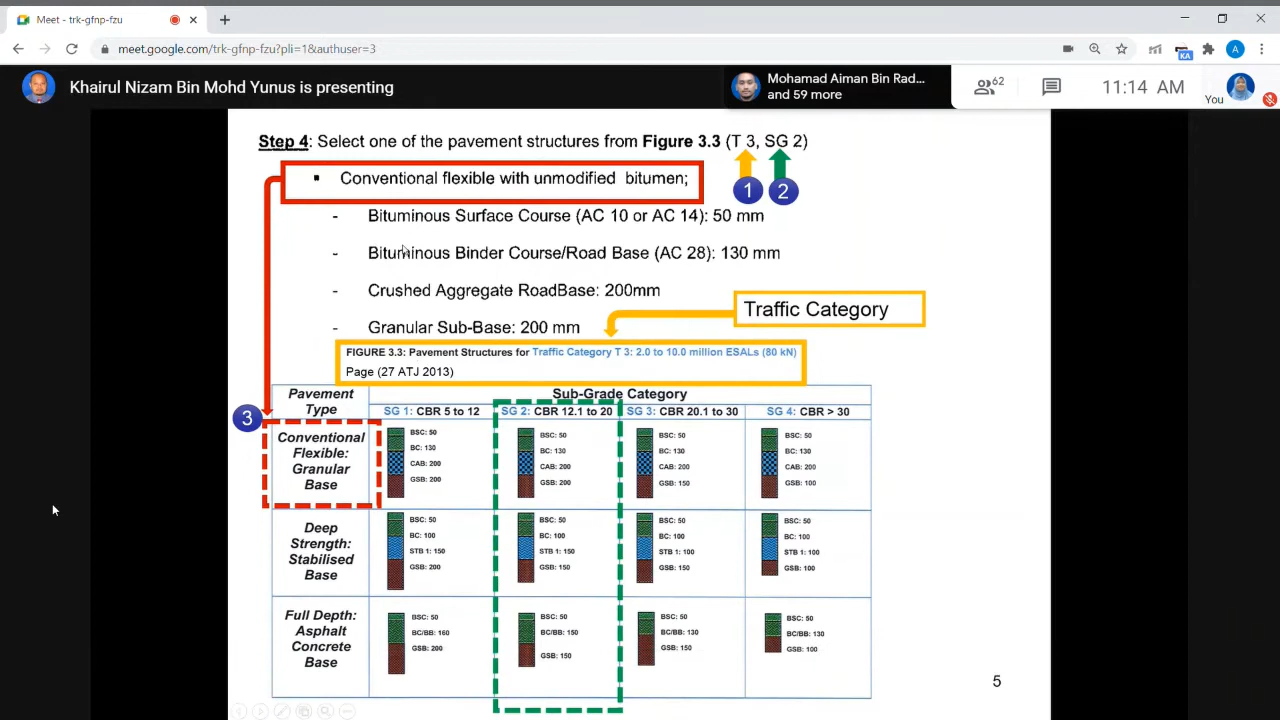 Meet - trk-gfnp-fzu
meet.google.com/trk-gfnp-fzu?pli=1&authuser=3
KA
A
Khairul Nizam Bin Mohd Yunus is presenting
Mohamad Aiman Bin Rad...
and 59 more
62
11:14 AM
You
Step 4: Select one of the pavement structures from Figure 3.3 (T 3, SG 2)
1
2
▪ Conventional flexible with unmodified bitumen;
- Bituminous Surface Course (AC 10 or AC 14): 50 mm
- Bituminous Binder Course/Road Base (AC 28): 130 mm
- Crushed Aggregate RoadBase: 200mm
- Granular Sub-Base: 200 mm
Traffic Category
FIGURE 3.3: Pavement Structures for Traffic Category T 3: 2.0 to 10.0 million ESALs (80 kN)
Page (27 ATJ 2013)
Pavement
Type
Sub-Grade Category
SG 1: CBR 5 to 12
SG 2: CBR 12.1 to 20
SG 3: CBR 20.1 to 30
SG 4: CBR > 30
3
Conventional
Flexible:
Granular
Base
BSC: 50
BC: 130
CAB: 200
GSB: 200
BSC: 50
BC: 130
CAB: 200
GSB: 200
BSC: 50
BC: 130
CAB: 200
GSB: 150
BSC: 50
BC: 130
CAB: 200
GSB: 100
Deep
Strength:
Stabilised
Base
BSC: 50
BC: 100
STB 1: 150
GSB: 200
BSC: 50
BC: 100
STB 1: 150
GSB: 150
BSC: 50
BC: 100
STB 1: 100
GSB: 150
BSC: 50
BC: 100
STB 1: 100
GSB: 100
Full Depth:
Asphalt
Concrete
Base
BSC: 50
BC/BB: 160
GSB: 200
BSC: 50
BC/BB: 150
GSB: 150
BSC: 50
BC/BB: 130
GSB: 150
BSC: 50
BC/BB: 130
GSB: 100
5